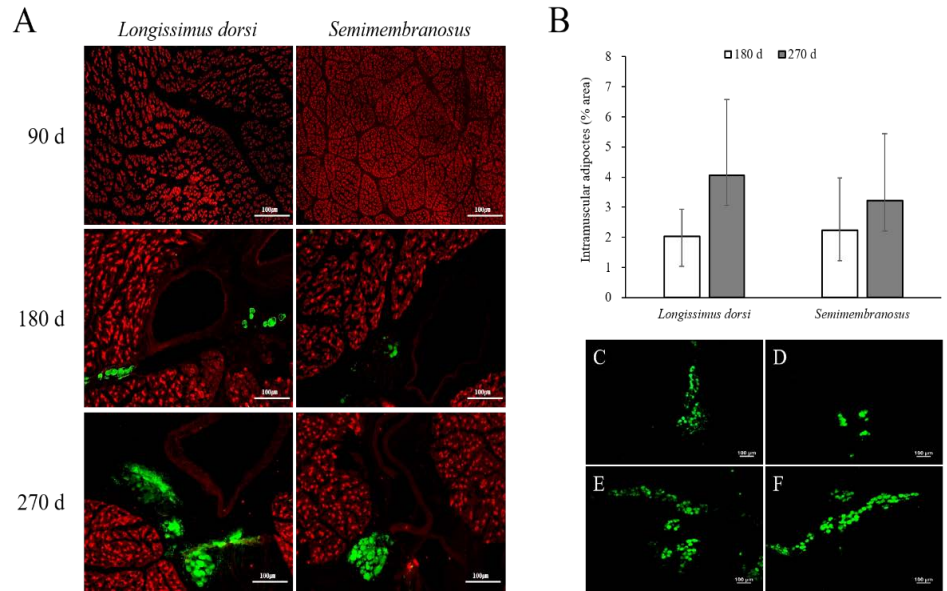 A
Longissimus dorsi
Semimembranosus
90 d
100μm
100μm
180 d
100μm
100μm
270 d
100μm
100μm
B
180 d
270 d
Intramuscular adipoctes (% area)
8
7
6
5
4
3
2
1
0
Longissimus dorsi
Semimembranosus
C
100 μm
D
100 μm
E
100 μm
F
100 μm